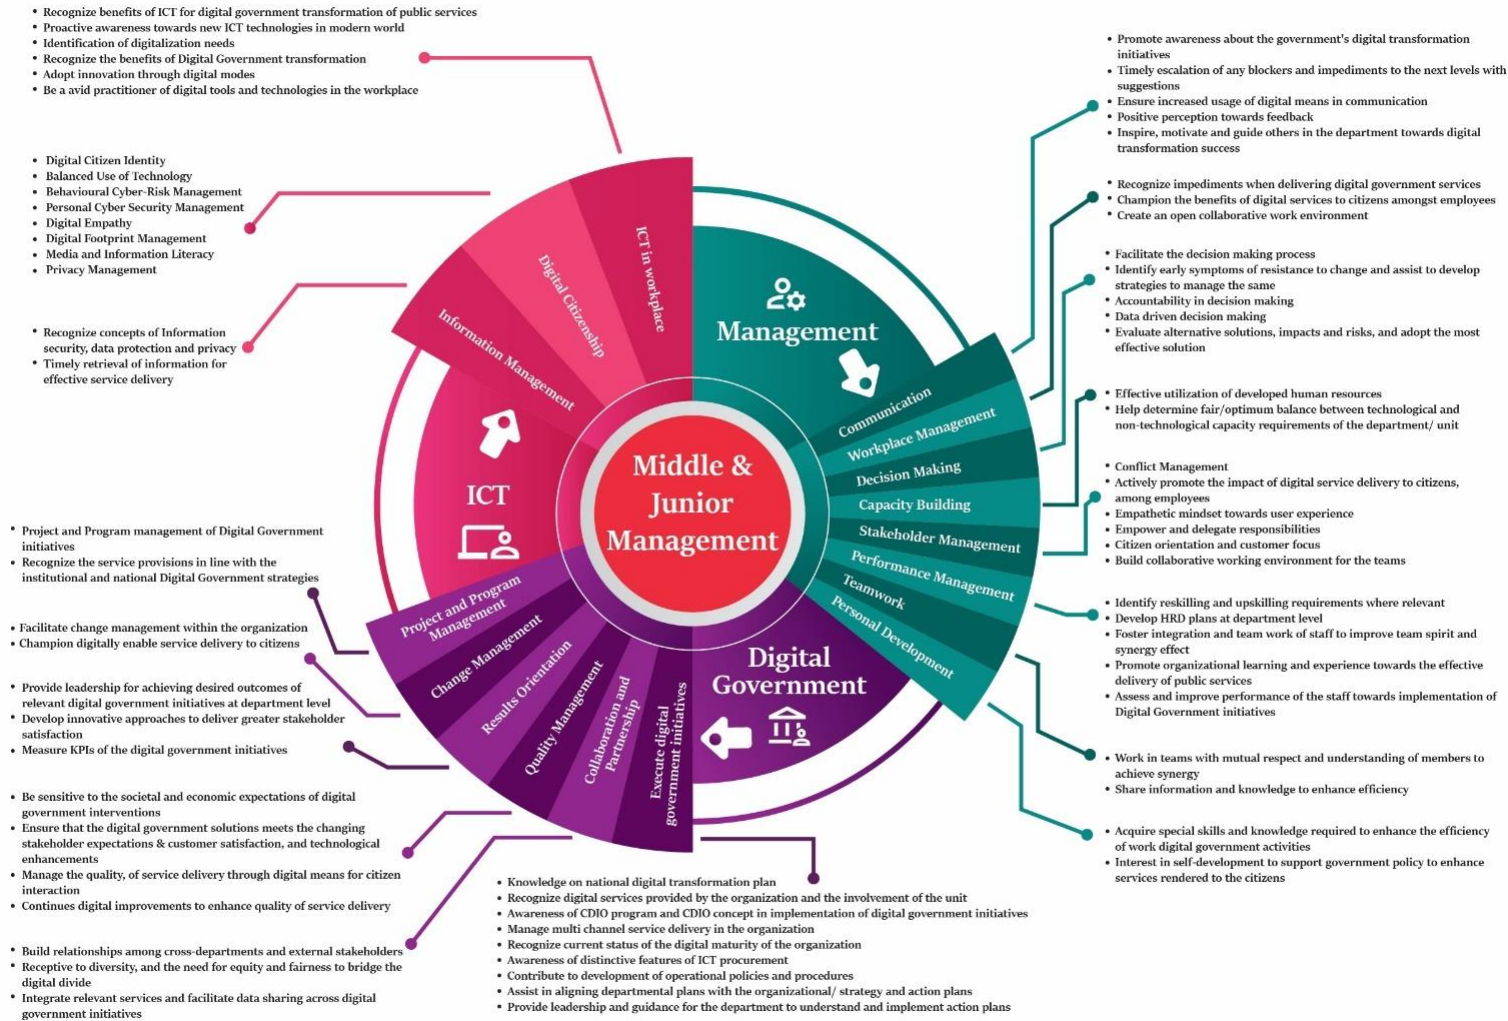 • Recognize benefits of ICT for digital government transformation of public services
• Proactive awareness towards new ICT technologies in modern world
• Identification of digitalization needs
• Recognize the benefits of Digital Government transformation
• Adopt innovation through digital modes
• Be a avid practitioner of digital tools and technologies in the workplace
• Digital Citizen Identity
• Balanced Use of Technology
• Behavioural Cyber-Risk Management
• Personal Cyber Security Management
• Digital Empathy
• Digital Footprint Management
• Media and Information Literacy
• Privacy Management
• Recognize concepts of Information
security, data protection and privacy
• Timely retrieval of information for
effective service delivery
• Project and Program management of Digital Government
initiatives
• Recognize the service provisions in line with the
institutional and national Digital Government strategies
• Facilitate change management within the organization
• Champion digitally enable service delivery to citizens
• Provide leadership for achieving desired outcomes of
relevant digital government initiatives at department level
• Develop innovative approaches to deliver greater stakeholder
satisfaction
• Measure KPIs of the digital government initiatives
• Be sensitive to the societal and economic expectations of digital
government interventions
• Ensure that the digital government solutions meets the changing
stakeholder expectations & customer satisfaction, and technological
enhancements
• Manage the quality, of service delivery through digital means for citizen
interaction
• Continues digital improvements to enhance quality of service delivery
• Build relationships among cross-departments and external stakeholders
• Receptive to diversity, and the need for equity and fairness to bridge the
digital divide
• Integrate relevant services and facilitate data sharing across digital
government initiatives
ICT in workplace
Digital Citizenship
Information Management
ICT
Management
Middle &
Junior
Management
Communication
Workplace Management
Decision Making
Capacity Building
Stakeholder Management
Performance Management
Teamwork
Personal Development
Digital
Government
Project and Program
Management
Change Management
Results Orientation
Quality Management
Collaboration and
Partnership
Execute digital
government initiatives
• Knowledge on national digital transformation plan
• Recognize digital services provided by the organization and the involvement of the unit
• Awareness of CDIO program and CDIO concept in implementation of digital government initiatives
• Manage multi channel service delivery in the organization
• Recognize current status of the digital maturity of the organization
• Awareness of distinctive features of ICT procurement
• Contribute to development of operational policies and procedures
• Assist in aligning departmental plans with the organizational/ strategy and action plans
• Provide leadership and guidance for the department to understand and implement action plans
• Promote awareness about the government's digital transformation
initiatives
• Timely escalation of any blockers and impediments to the next levels with
suggestions
• Ensure increased usage of digital means in communication
• Positive perception towards feedback
• Inspire, motivate and guide others in the department towards digital
transformation success
• Recognize impediments when delivering digital government services
• Champion the benefits of digital services to citizens amongst employees
• Create an open collaborative work environment
• Facilitate the decision making process
• Identify early symptoms of resistance to change and assist to develop
strategies to manage the same
• Accountability in decision making
• Data driven decision making
• Evaluate alternative solutions, impacts and risks, and adopt the most
effective solution
• Effective utilization of developed human resources
• Help determine fair/optimum balance between technological and
non-technological capacity requirements of the department/ unit
• Conflict Management
• Actively promote the impact of digital service delivery to citizens,
among employees
• Empathetic mindset towards user experience
• Empower and delegate responsibilities
• Citizen orientation and customer focus
• Build collaborative working environment for the teams
• Identify reskilling and upskilling requirements where relevant
• Develop HRD plans at department level
• Foster integration and team work of staff to improve team spirit and
synergy effect
• Promote organizational learning and experience towards the effective
delivery of public services
• Assess and improve performance of the staff towards implementation of
Digital Government initiatives
• Work in teams with mutual respect and understanding of members to
achieve synergy
• Share information and knowledge to enhance efficiency
• Acquire special skills and knowledge required to enhance the efficiency
of work digital government activities
• Interest in self-development to support government policy to enhance
services rendered to the citizens